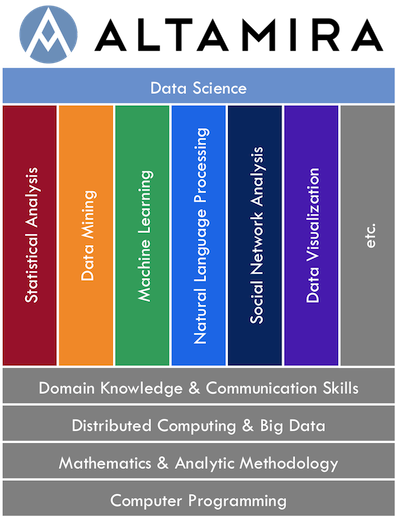 ALTAMIRA
Data Science
Statistical Analysis
Data Mining
Machine Learning
Natural Language Processing
Social Network Analysis
Data Visualization
etc.
Domain Knowledge & Communication Skills
Distributed Computing & Big Data
Mathematics & Analytic Methodology
Computer Programming